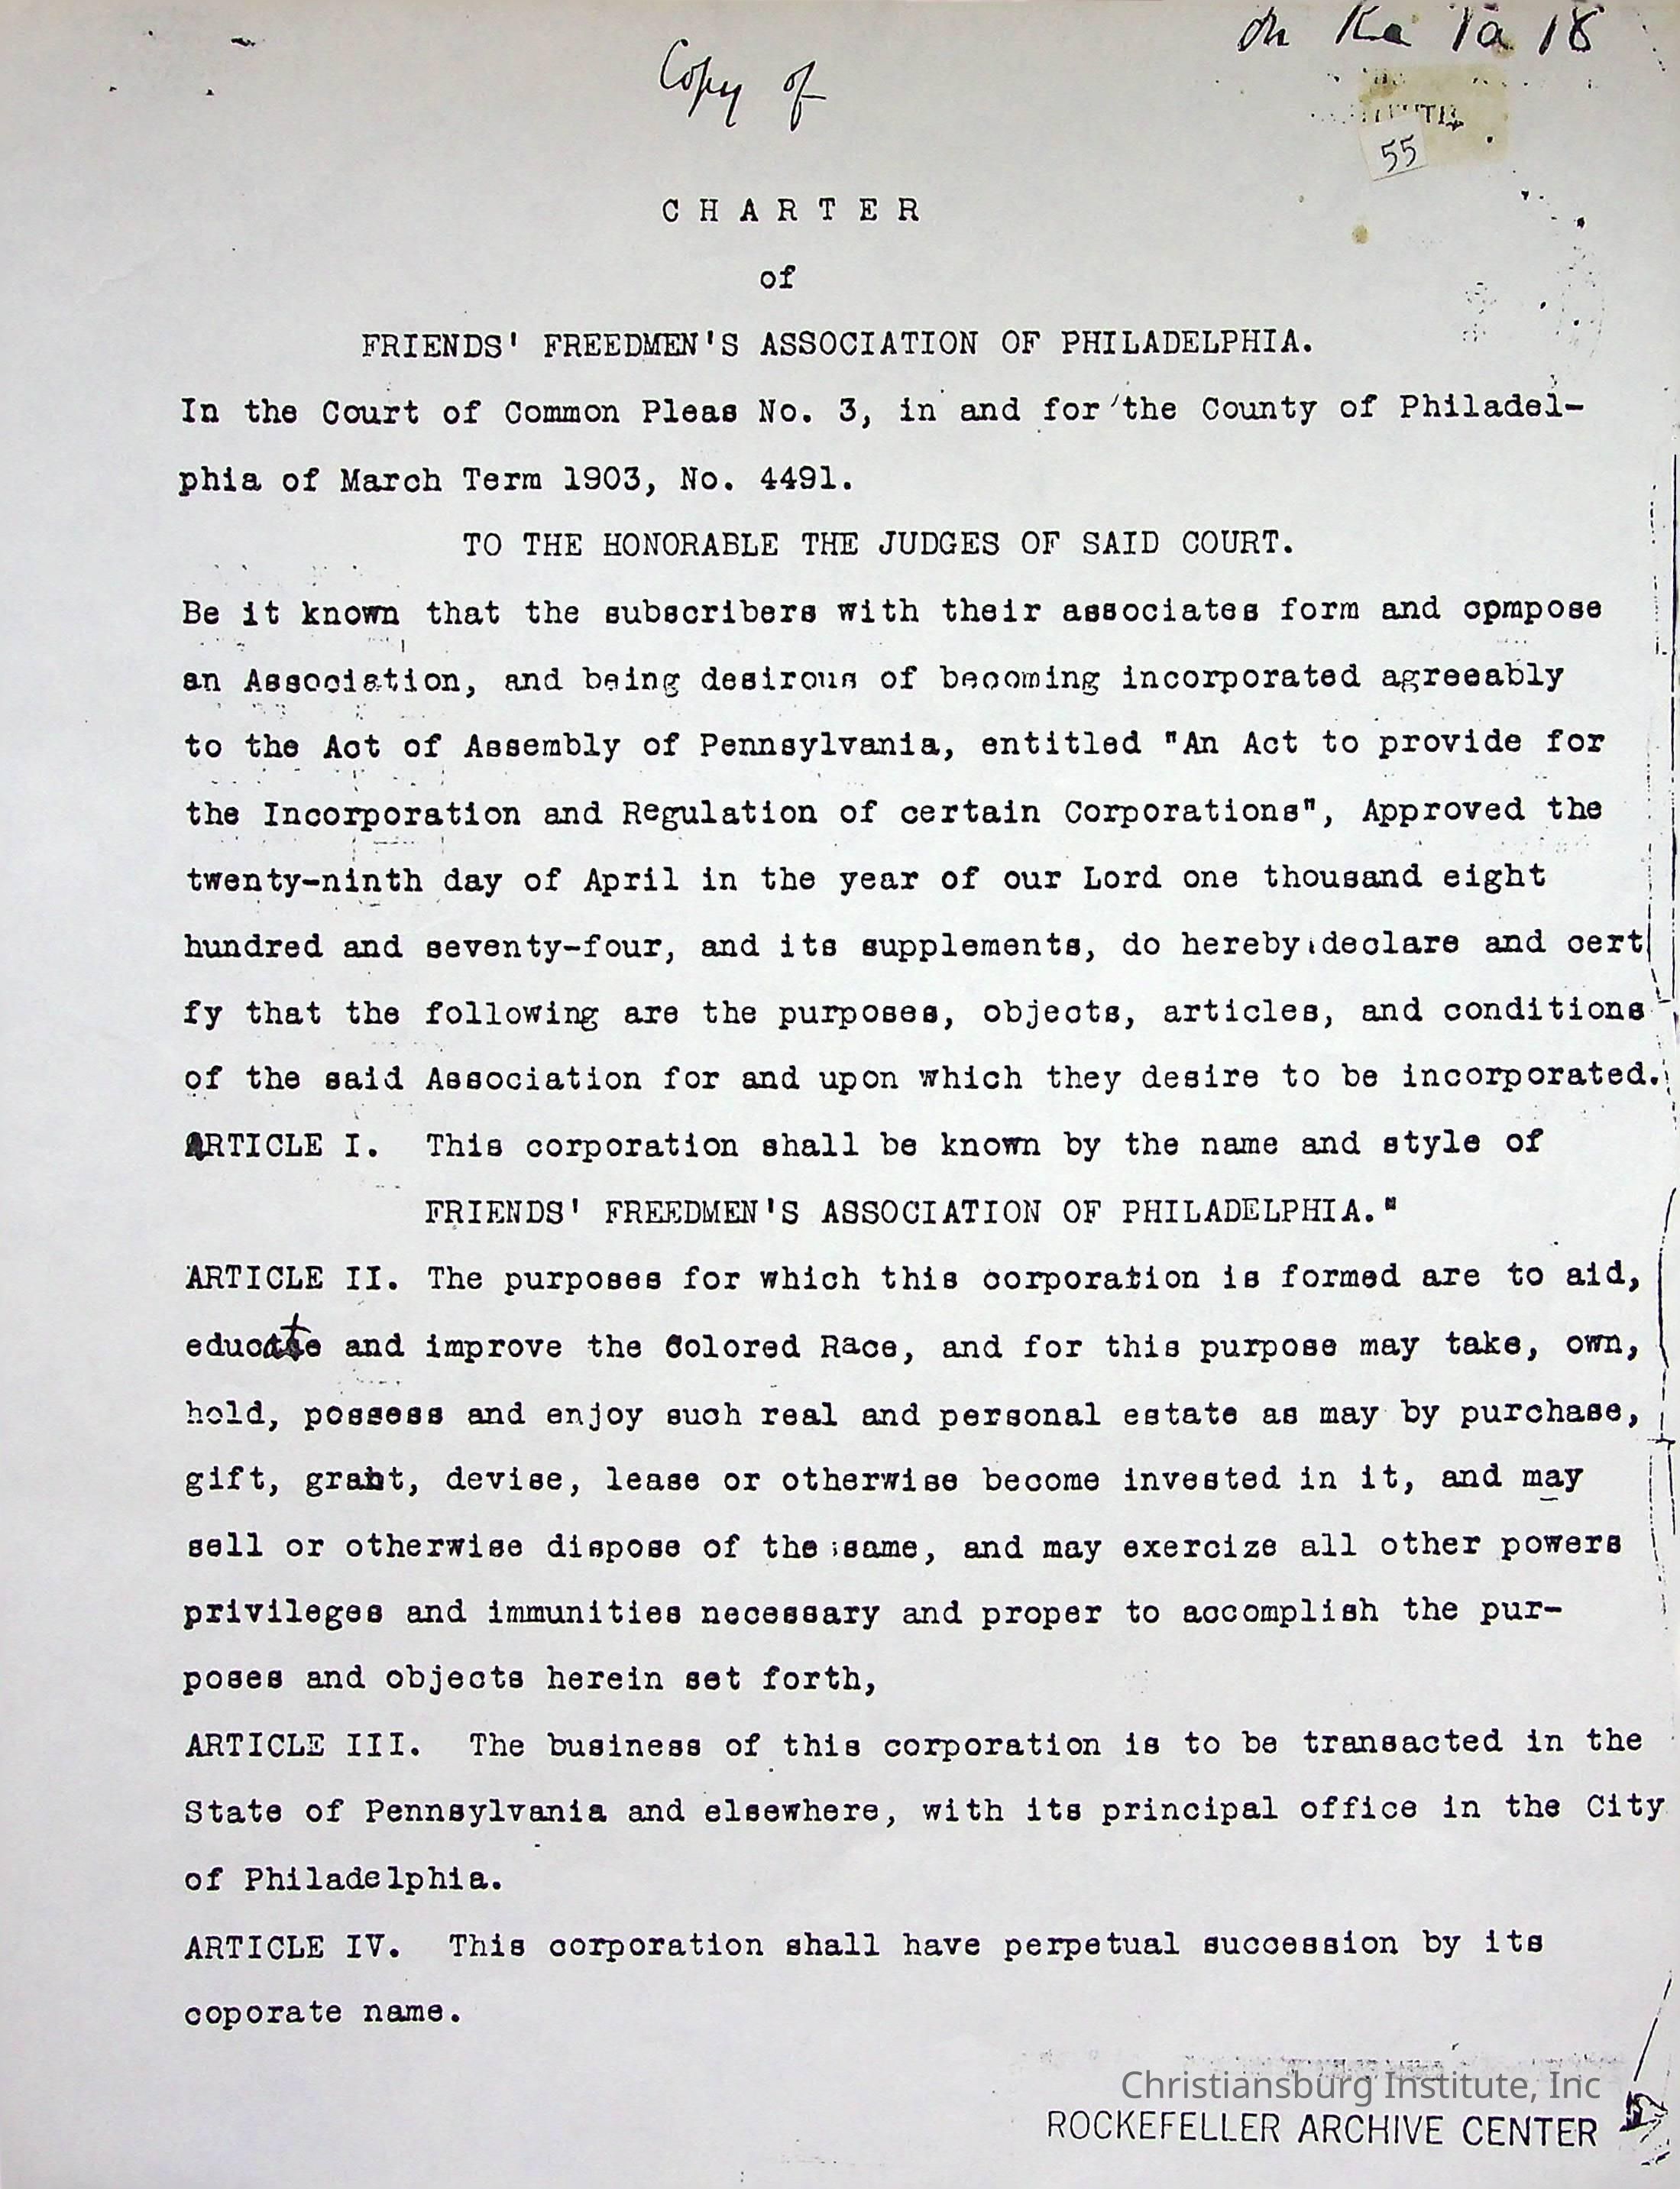 Copy of
55
CHARTER
of
FRIENDS' FREEDMEN'S ASSOCIATION OF PHILADELPHIA.
In the Court of Common Pleas No. 3, in and for the County of Philadel-
phia of March Term 1903, No. 4491.
TO THE HONORABLE THE JUDGES OF SAID COURT.
Be it known that the subscribers with their associates form and opmpose
an Association, and being desirous of becoming incorporated agreeably
to the Act of Assembly of Pennsylvania, entitled "An Act to provide for
the Incorporation and Regulation of certain Corporations", Approved the
twenty-ninth day of April in the year of our Lord one thousand eight
hundred and seventy-four, and its supplements, do hereby declare and cert
fy that the following are the purposes, objects, articles, and conditions
of the said Association for and upon which they desire to be incorporated.
ARTICLE I. This corporation shall be known by the name and style of
FRIENDS' FREEDMEN'S ASSOCIATION OF PHILADELPHIA."
ARTICLE II. The purposes for which this corporation is formed are to aid,
educate and improve the Colored Race, and for this purpose may take, own,
hold, possess and enjoy such real and personal estate as may by purchase,
gift, grant, devise, lease or otherwise become invested in it, and may
sell or otherwise dispose of the same, and may exercize all other powers
privileges and immunities necessary and proper to accomplish the pur-
poses and objects herein set forth,
ARTICLE III. The business of this corporation is to be transacted in the
State of Pennsylvania and elsewhere, with its principal office in the City
of Philadelphia.
ARTICLE IV. This corporation shall have perpetual succession by its
coporate name.
Christiansburg Institute, Inc
ROCKEFELLER ARCHIVE CENTER